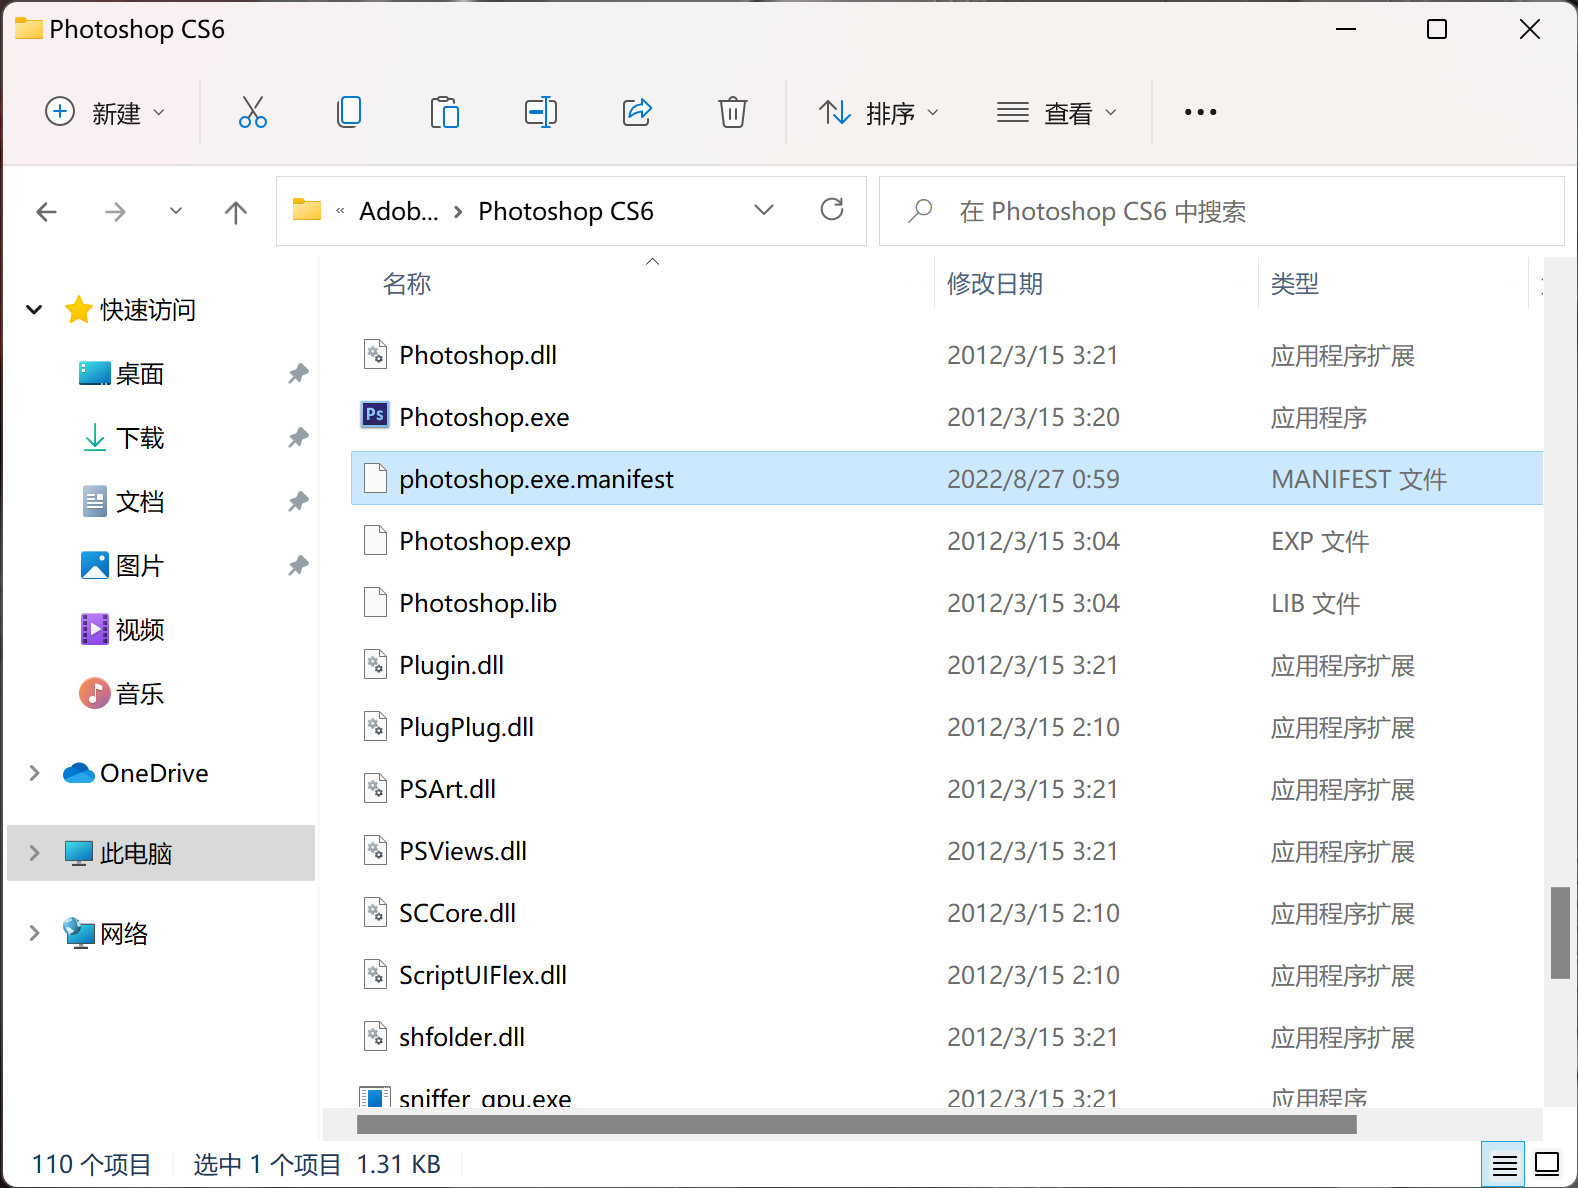 Photoshop CS6
新建 排序 查看
« Adob... › Photoshop CS6 在 Photoshop CS6 中搜索
名称 修改日期 类型
快速访问
桌面
下载
文档
图片
视频
音乐
OneDrive
此电脑
网络
Photoshop.dll 2012/3/15 3:21 应用程序扩展
Ps Photoshop.exe 2012/3/15 3:20 应用程序
photoshop.exe.manifest 2022/8/27 0:59 MANIFEST 文件
Photoshop.exp 2012/3/15 3:04 EXP 文件
Photoshop.lib 2012/3/15 3:04 LIB 文件
Plugin.dll 2012/3/15 3:21 应用程序扩展
PlugPlug.dll 2012/3/15 2:10 应用程序扩展
PSArt.dll 2012/3/15 3:21 应用程序扩展
PSViews.dll 2012/3/15 3:21 应用程序扩展
SCCore.dll 2012/3/15 2:10 应用程序扩展
ScriptUIFlex.dll 2012/3/15 2:10 应用程序扩展
shfolder.dll 2012/3/15 3:21 应用程序扩展
sniffer_gpu.exe 2012/3/15 3:21 应用程序
110 个项目 选中 1 个项目 1.31 KB